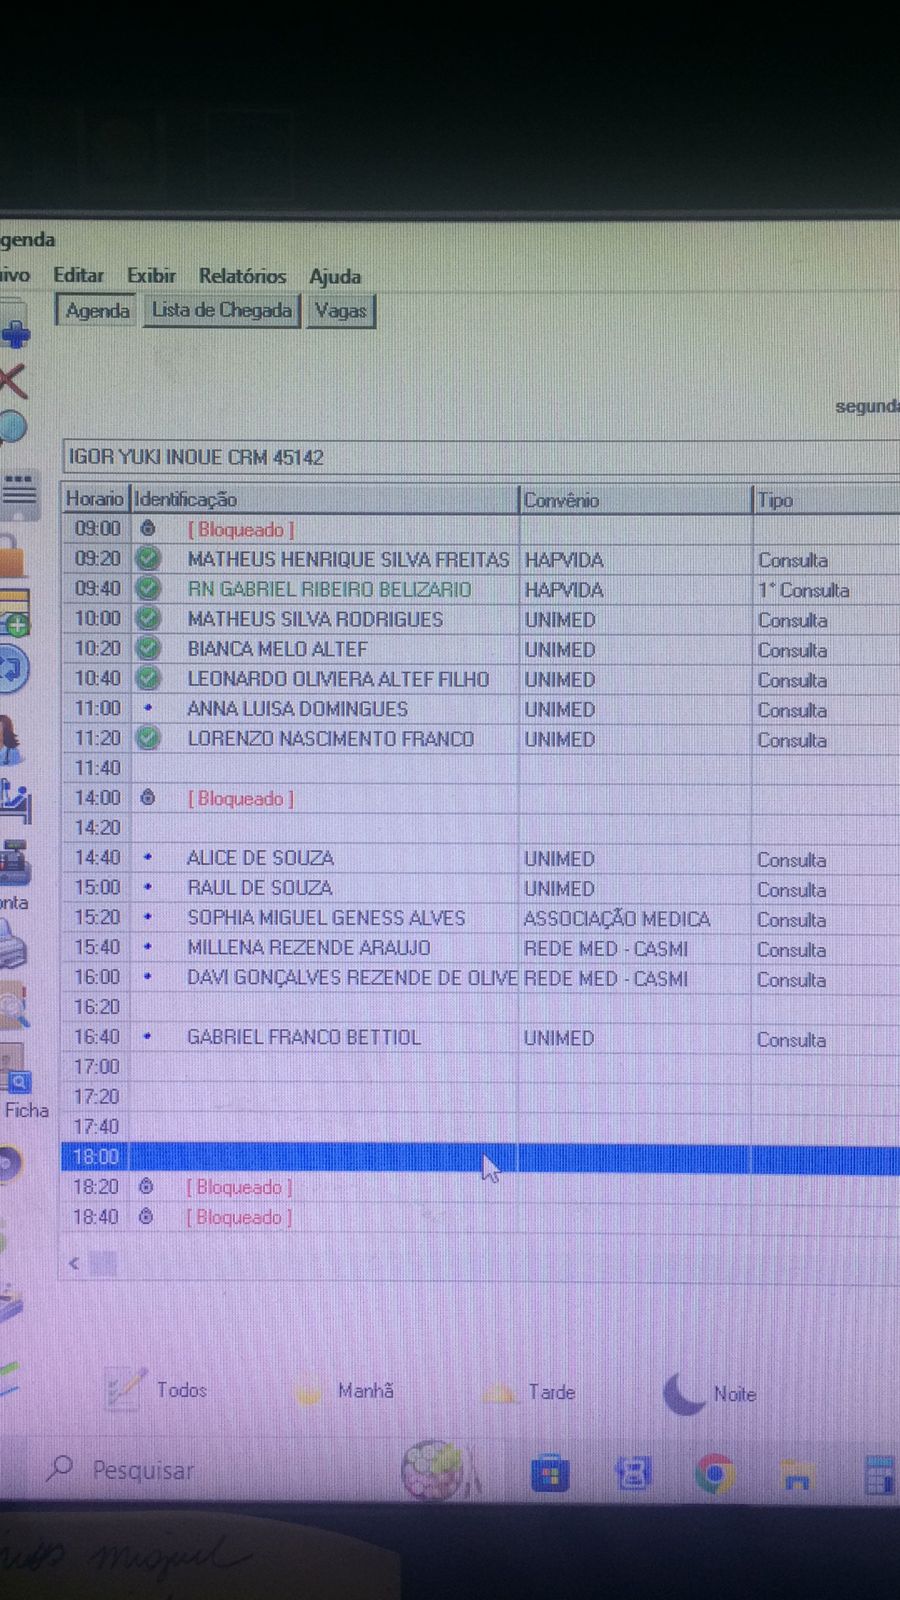 genda
ivo Editar Exibir Relatórios Ajuda
Agenda Lista de Chegada Vagas
segunda
IGOR YUKI INOUE CRM 45142
Horario Identificação Convênio Tipo
09:00 [ Bloqueado ]
09:20 MATHEUS HENRIQUE SILVA FREITAS HAPVIDA Consulta
09:40 RN GABRIEL RIBEIRO BELIZARIO HAPVIDA 1ª Consulta
10:00 MATHEUS SILVA RODRIGUES UNIMED Consulta
10:20 BIANCA MELO ALTEF UNIMED Consulta
10:40 LEONARDO OLIVIERA ALTEF FILHO UNIMED Consulta
11:00 ANNA LUISA DOMINGUES UNIMED Consulta
11:20 LORENZO NASCIMENTO FRANCO UNIMED Consulta
11:40
14:00 [ Bloqueado ]
14:20
14:40 ALICE DE SOUZA UNIMED Consulta
15:00 RAUL DE SOUZA UNIMED Consulta
15:20 SOPHIA MIGUEL GENESS ALVES ASSOCIAÇÃO MEDICA Consulta
15:40 MILLENA REZENDE ARAUJO REDE MED - CASMI Consulta
16:00 DAVI GONÇALVES REZENDE DE OLIVE REDE MED - CASMI Consulta
16:20
16:40 GABRIEL FRANCO BETTIOL UNIMED Consulta
17:00
17:20
17:40
18:00
18:20 [ Bloqueado ]
18:40 [ Bloqueado ]
onta
Ficha
Todos Manhã Tarde Noite
Pesquisar
miguel